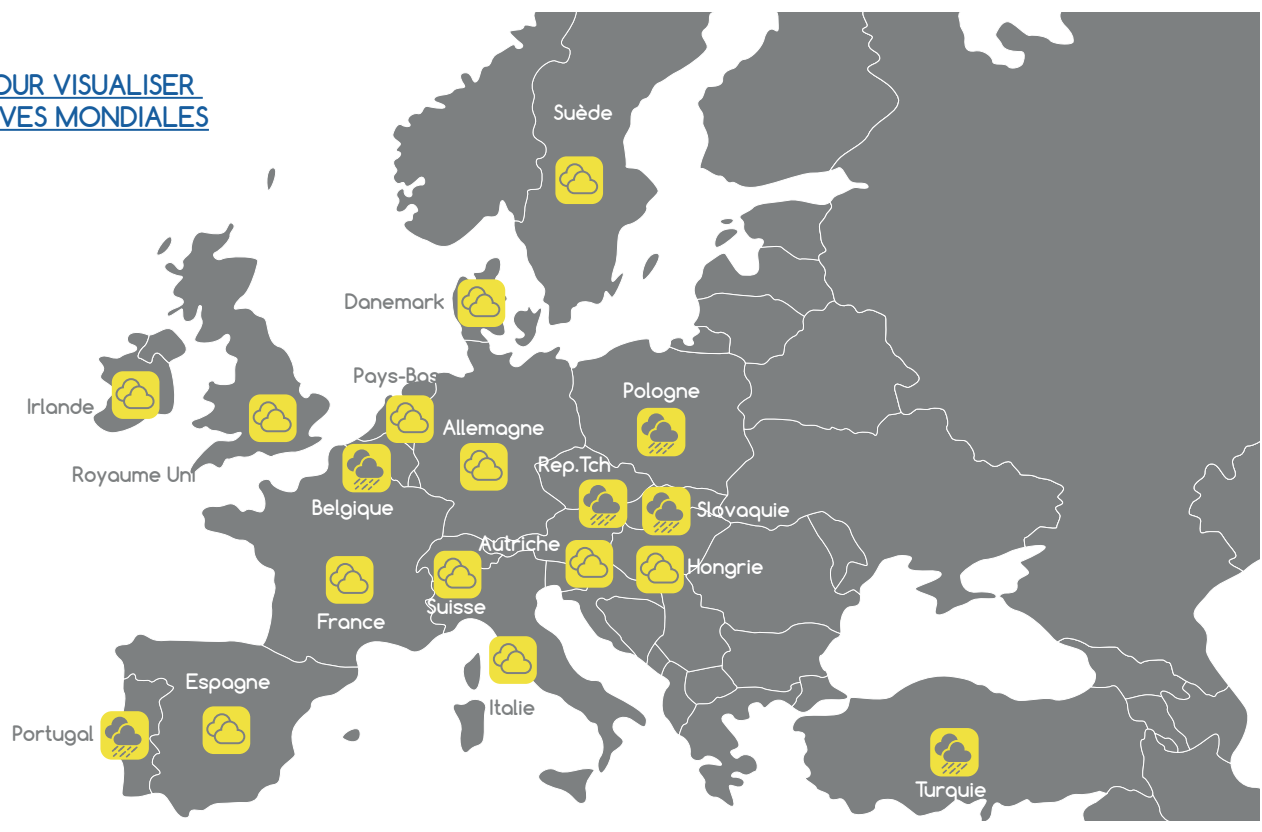 OUR VISUALISER
VES MONDIALES
Suède
Danemark
Pays-Bas
Irlande
Pologne
Allemagne
Royaume Uni
Rep.Tch
Belgique
Slovaquie
Autriche
Hongrie
Suisse
France
Espagne
Italie
Portugal
Turquie